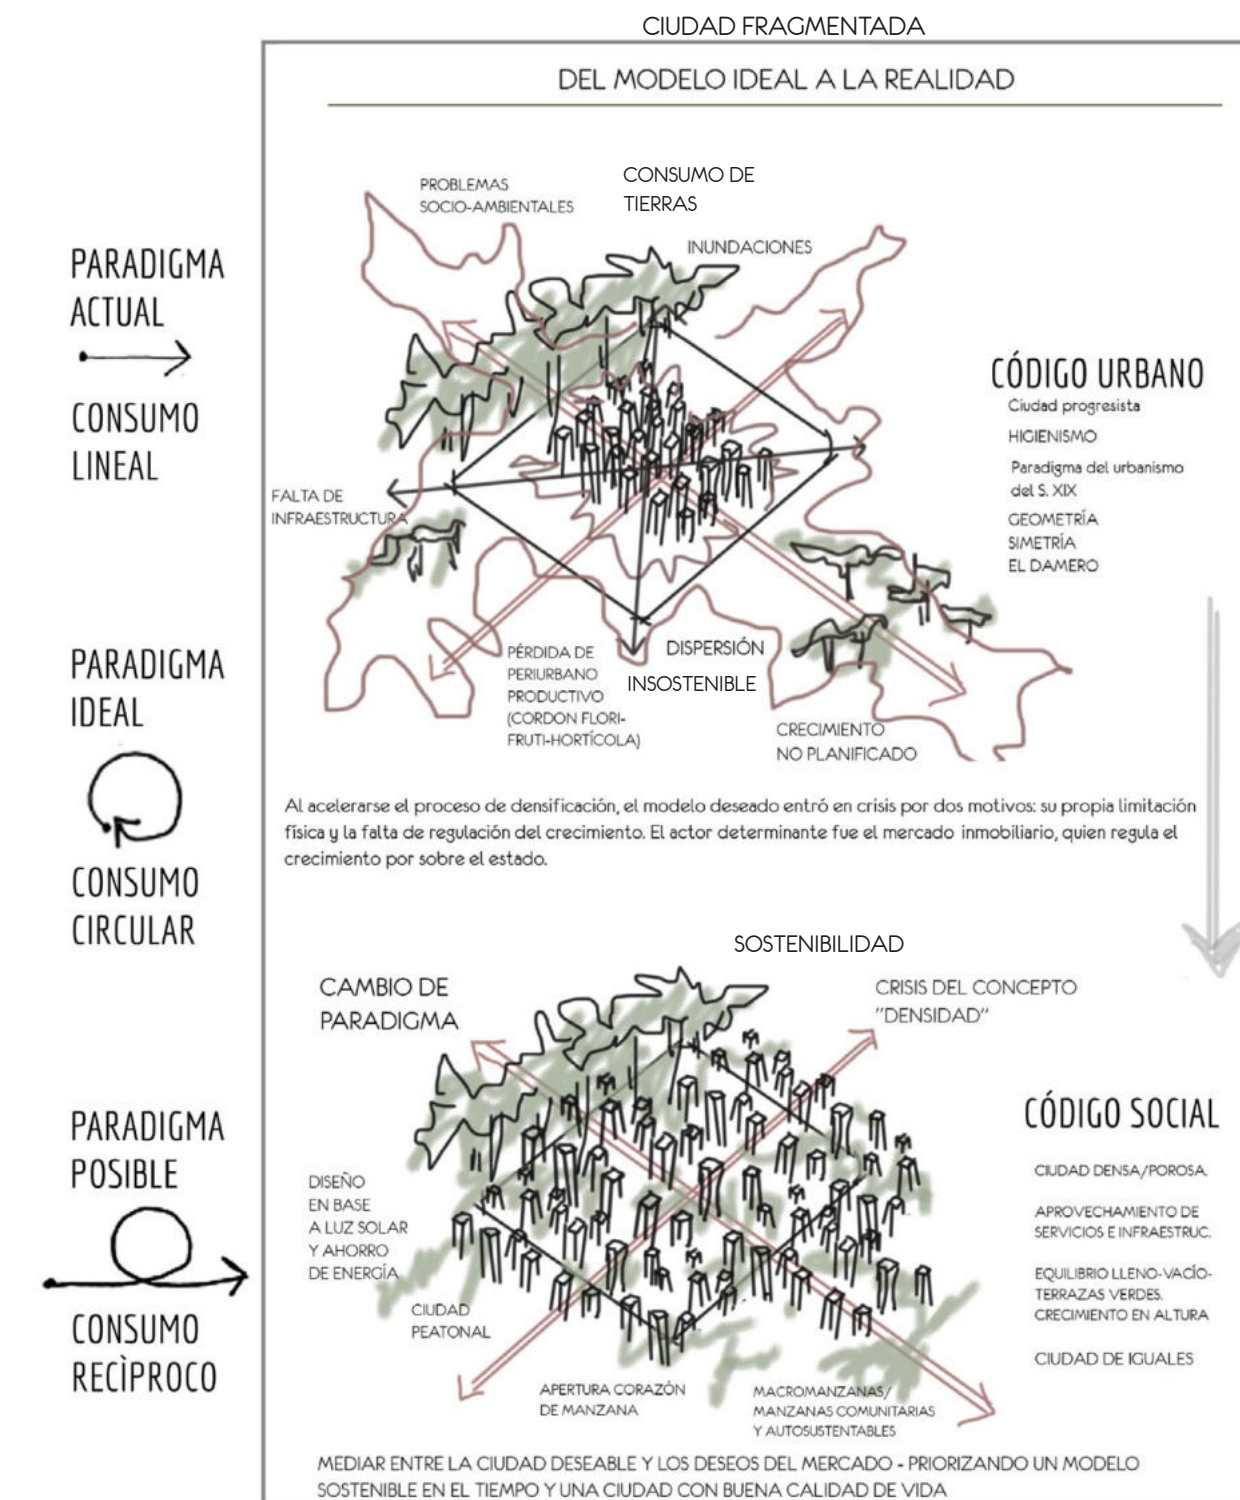 CIUDAD FRAGMENTADA
DEL MODELO IDEAL A LA REALIDAD
PARADIGMA
ACTUAL
CONSUMO
LINEAL
PARADIGMA
IDEAL
CONSUMO
CIRCULAR
PARADIGMA
POSIBLE
CONSUMO
RECÌPROCO
PROBLEMAS
SOCIO-AMBIENTALES
CONSUMO DE
TIERRAS
INUNDACIONES
FALTA DE
INFRAESTRUCTURA
PÉRDIDA DE
PERIURBANO
PRODUCTIVO
(CORDON FLORI-
FRUTI-HORTÍCOLA)
DISPERSIÓN
INSOSTENIBLE
CRECIMIENTO
NO PLANIFICADO
CÓDIGO URBANO
Ciudad progresista
HIGIENISMO
Paradigma del urbanismo
del S. XIX
GEOMETRÍA
SIMETRÍA
EL DAMERO
Al acelerarse el proceso de densificación, el modelo deseado entró en crisis por dos motivos: su propia limitación
física y la falta de regulación del crecimiento. El actor determinante fue el mercado inmobiliario, quien regula el
crecimiento por sobre el estado.
SOSTENIBILIDAD
CAMBIO DE
PARADIGMA
CRISIS DEL CONCEPTO
"DENSIDAD"
DISEÑO
EN BASE
A LUZ SOLAR
Y AHORRO
DE ENERGÍA
CIUDAD
PEATONAL
APERTURA CORAZÓN
DE MANZANA
MACROMANZANAS/
MANZANAS COMUNITARIAS
Y AUTOSUSTENTABLES
CÓDIGO SOCIAL
CIUDAD DENSA/POROSA.
APROVECHAMIENTO DE
SERVICIOS E INFRAESTRUC.
EQUILIBRIO LLENO-VACÍO-
TERRAZAS VERDES.
CRECIMIENTO EN ALTURA
CIUDAD DE IGUALES
MEDIAR ENTRE LA CIUDAD DESEABLE Y LOS DESEOS DEL MERCADO - PRIORIZANDO UN MODELO
SOSTENIBLE EN EL TIEMPO Y UNA CIUDAD CON BUENA CALIDAD DE VIDA